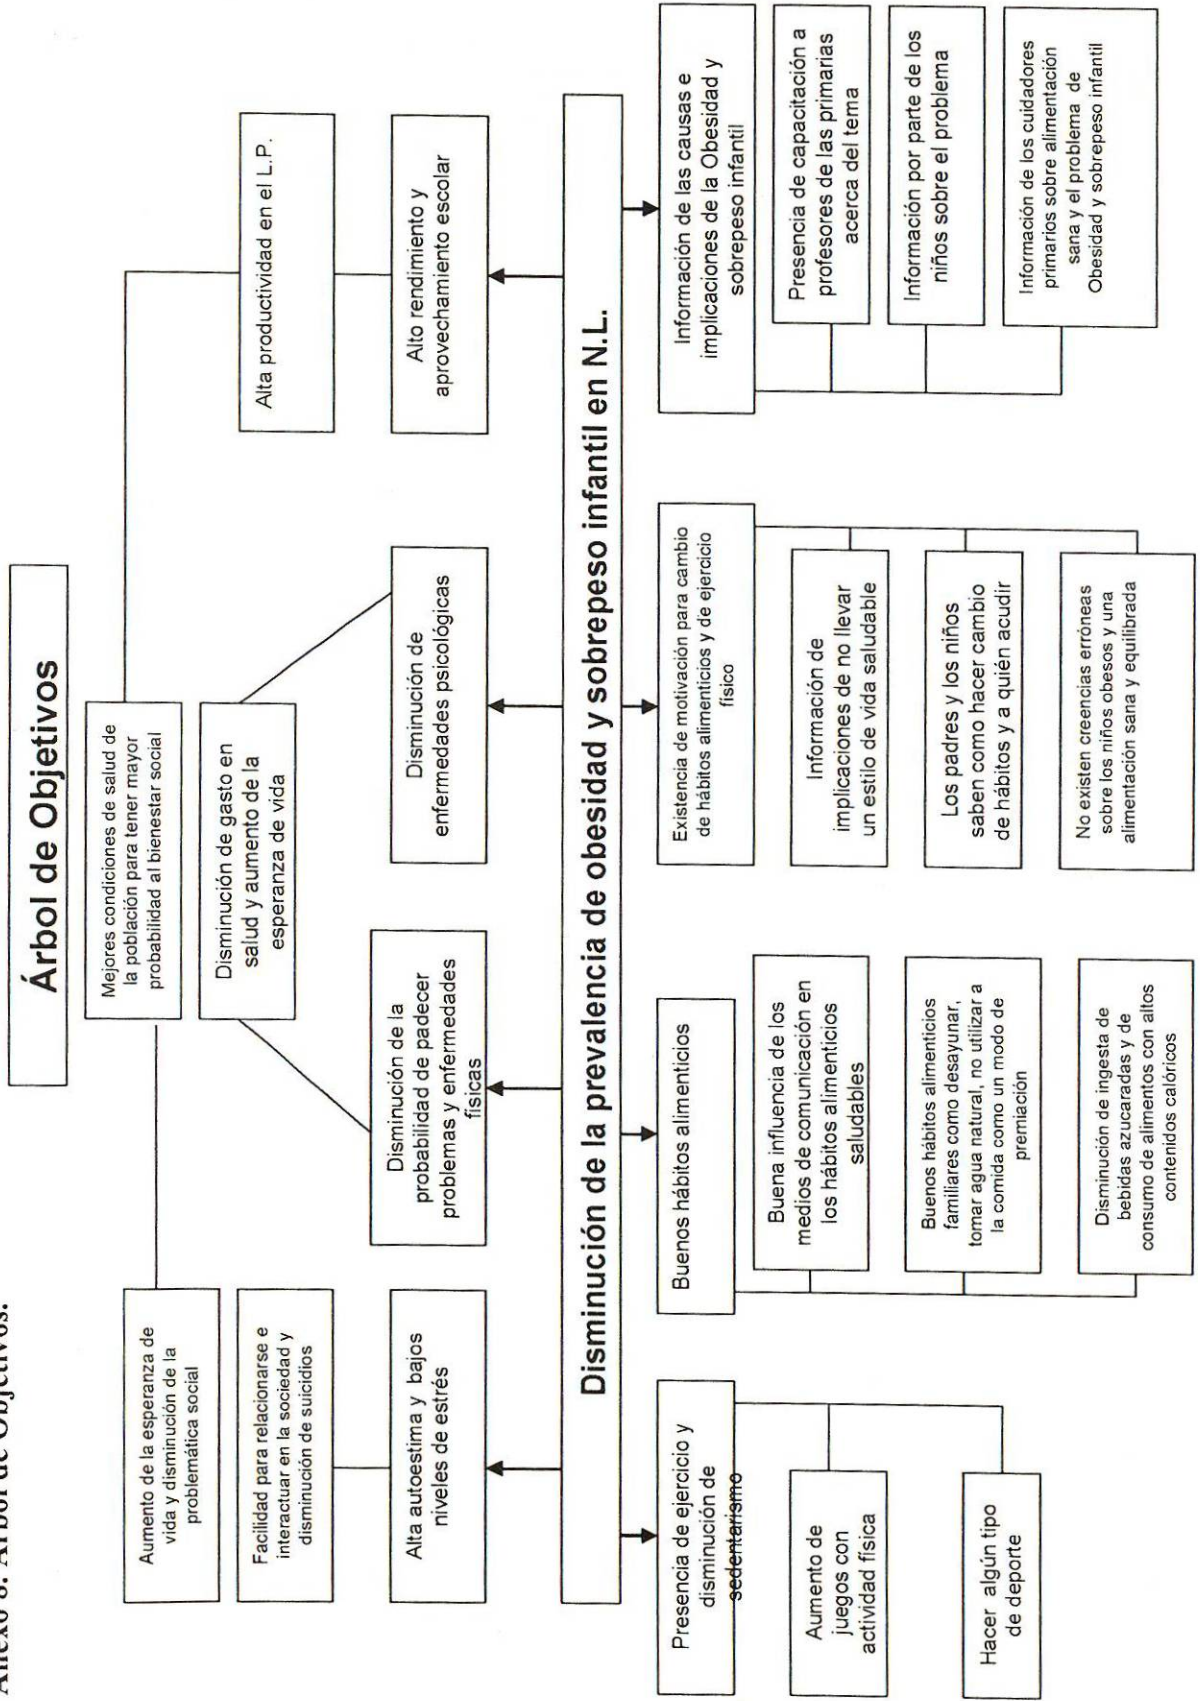 Anexo 8. Árbol de Objetivos.
Árbol de Objetivos
Mejores condiciones de salud de
la población para tener mayor
probabilidad al bienestar social
Aumento de la esperanza de
vida y disminución de la
problemática social
Facilidad para relacionarse e
interactuar en la sociedad y
disminución de suicidios
Disminución de gasto en
salud y aumento de la
esperanza de vida
Alta productividad en el L.P.
Alta autoestima y bajos
niveles de estrés
Disminución de la
probabilidad de padecer
problemas y enfermedades
físicas
Disminución de
enfermedades psicológicas
Alto rendimiento y
aprovechamiento escolar
Disminución de la prevalencia de obesidad y sobrepeso infantil en N.L.
Presencia de ejercicio y
disminución de
sedentarismo
Aumento de
juegos con
actividad física
Hacer algún tipo
de deporte
Buenos hábitos alimenticios
Buena influencia de los
medios de comunicación en
los hábitos alimenticios
saludables
Buenos hábitos alimenticios
familiares como desayunar,
tomar agua natural, no utilizar a
la comida como un modo de
premiación
Disminución de ingesta de
bebidas azucaradas y de
consumo de alimentos con altos
contenidos calóricos
Existencia de motivación para cambio
de hábitos alimenticios y de ejercicio
físico
Información de
implicaciones de no llevar
un estilo de vida saludable
Los padres y los niños
saben como hacer cambio
de hábitos y a quién acudir
No existen creencias erróneas
sobre los niños obesos y una
alimentación sana y equilibrada
Información de las causas e
implicaciones de la Obesidad y
sobrepeso infantil
Presencia de capacitación a
profesores de las primarias
acerca del tema
Información por parte de los
niños sobre el problema
Información de los cuidadores
primarios sobre alimentación
sana y el problema de
Obesidad y sobrepeso infantil